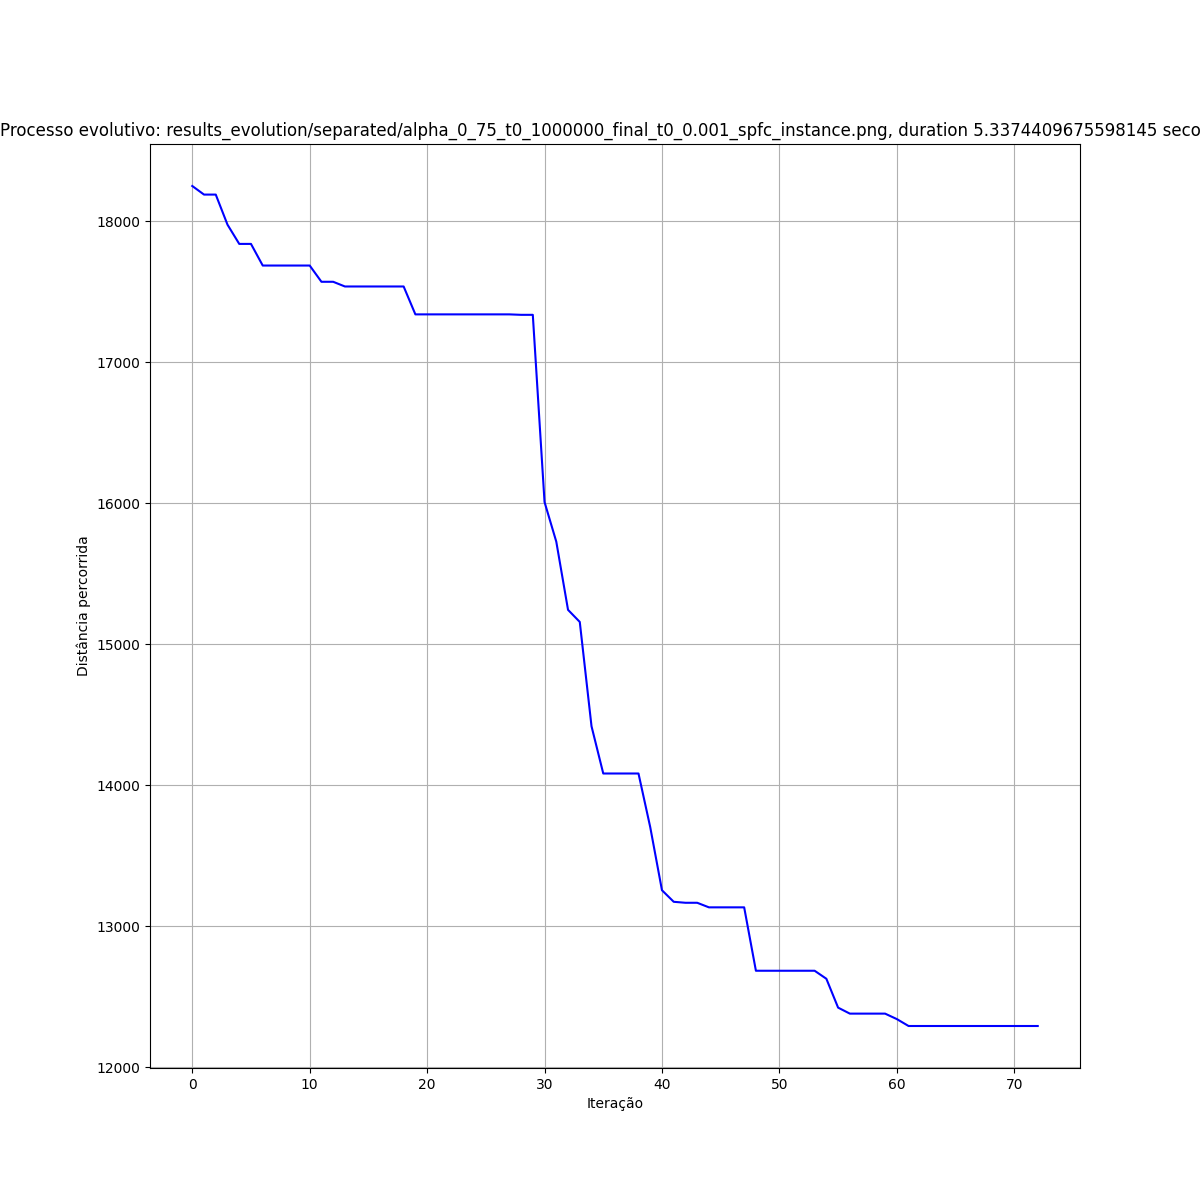 Processo evolutivo: results_evolution/separated/alpha_0_75_t0_1000000_final_t0_0.001_spfc_instance.png, duration 5.3374409675598145 seco
18000
17000
16000
15000
14000
13000
12000
Distância percorrida
0 10 20 30 40 50 60 70
Iteração